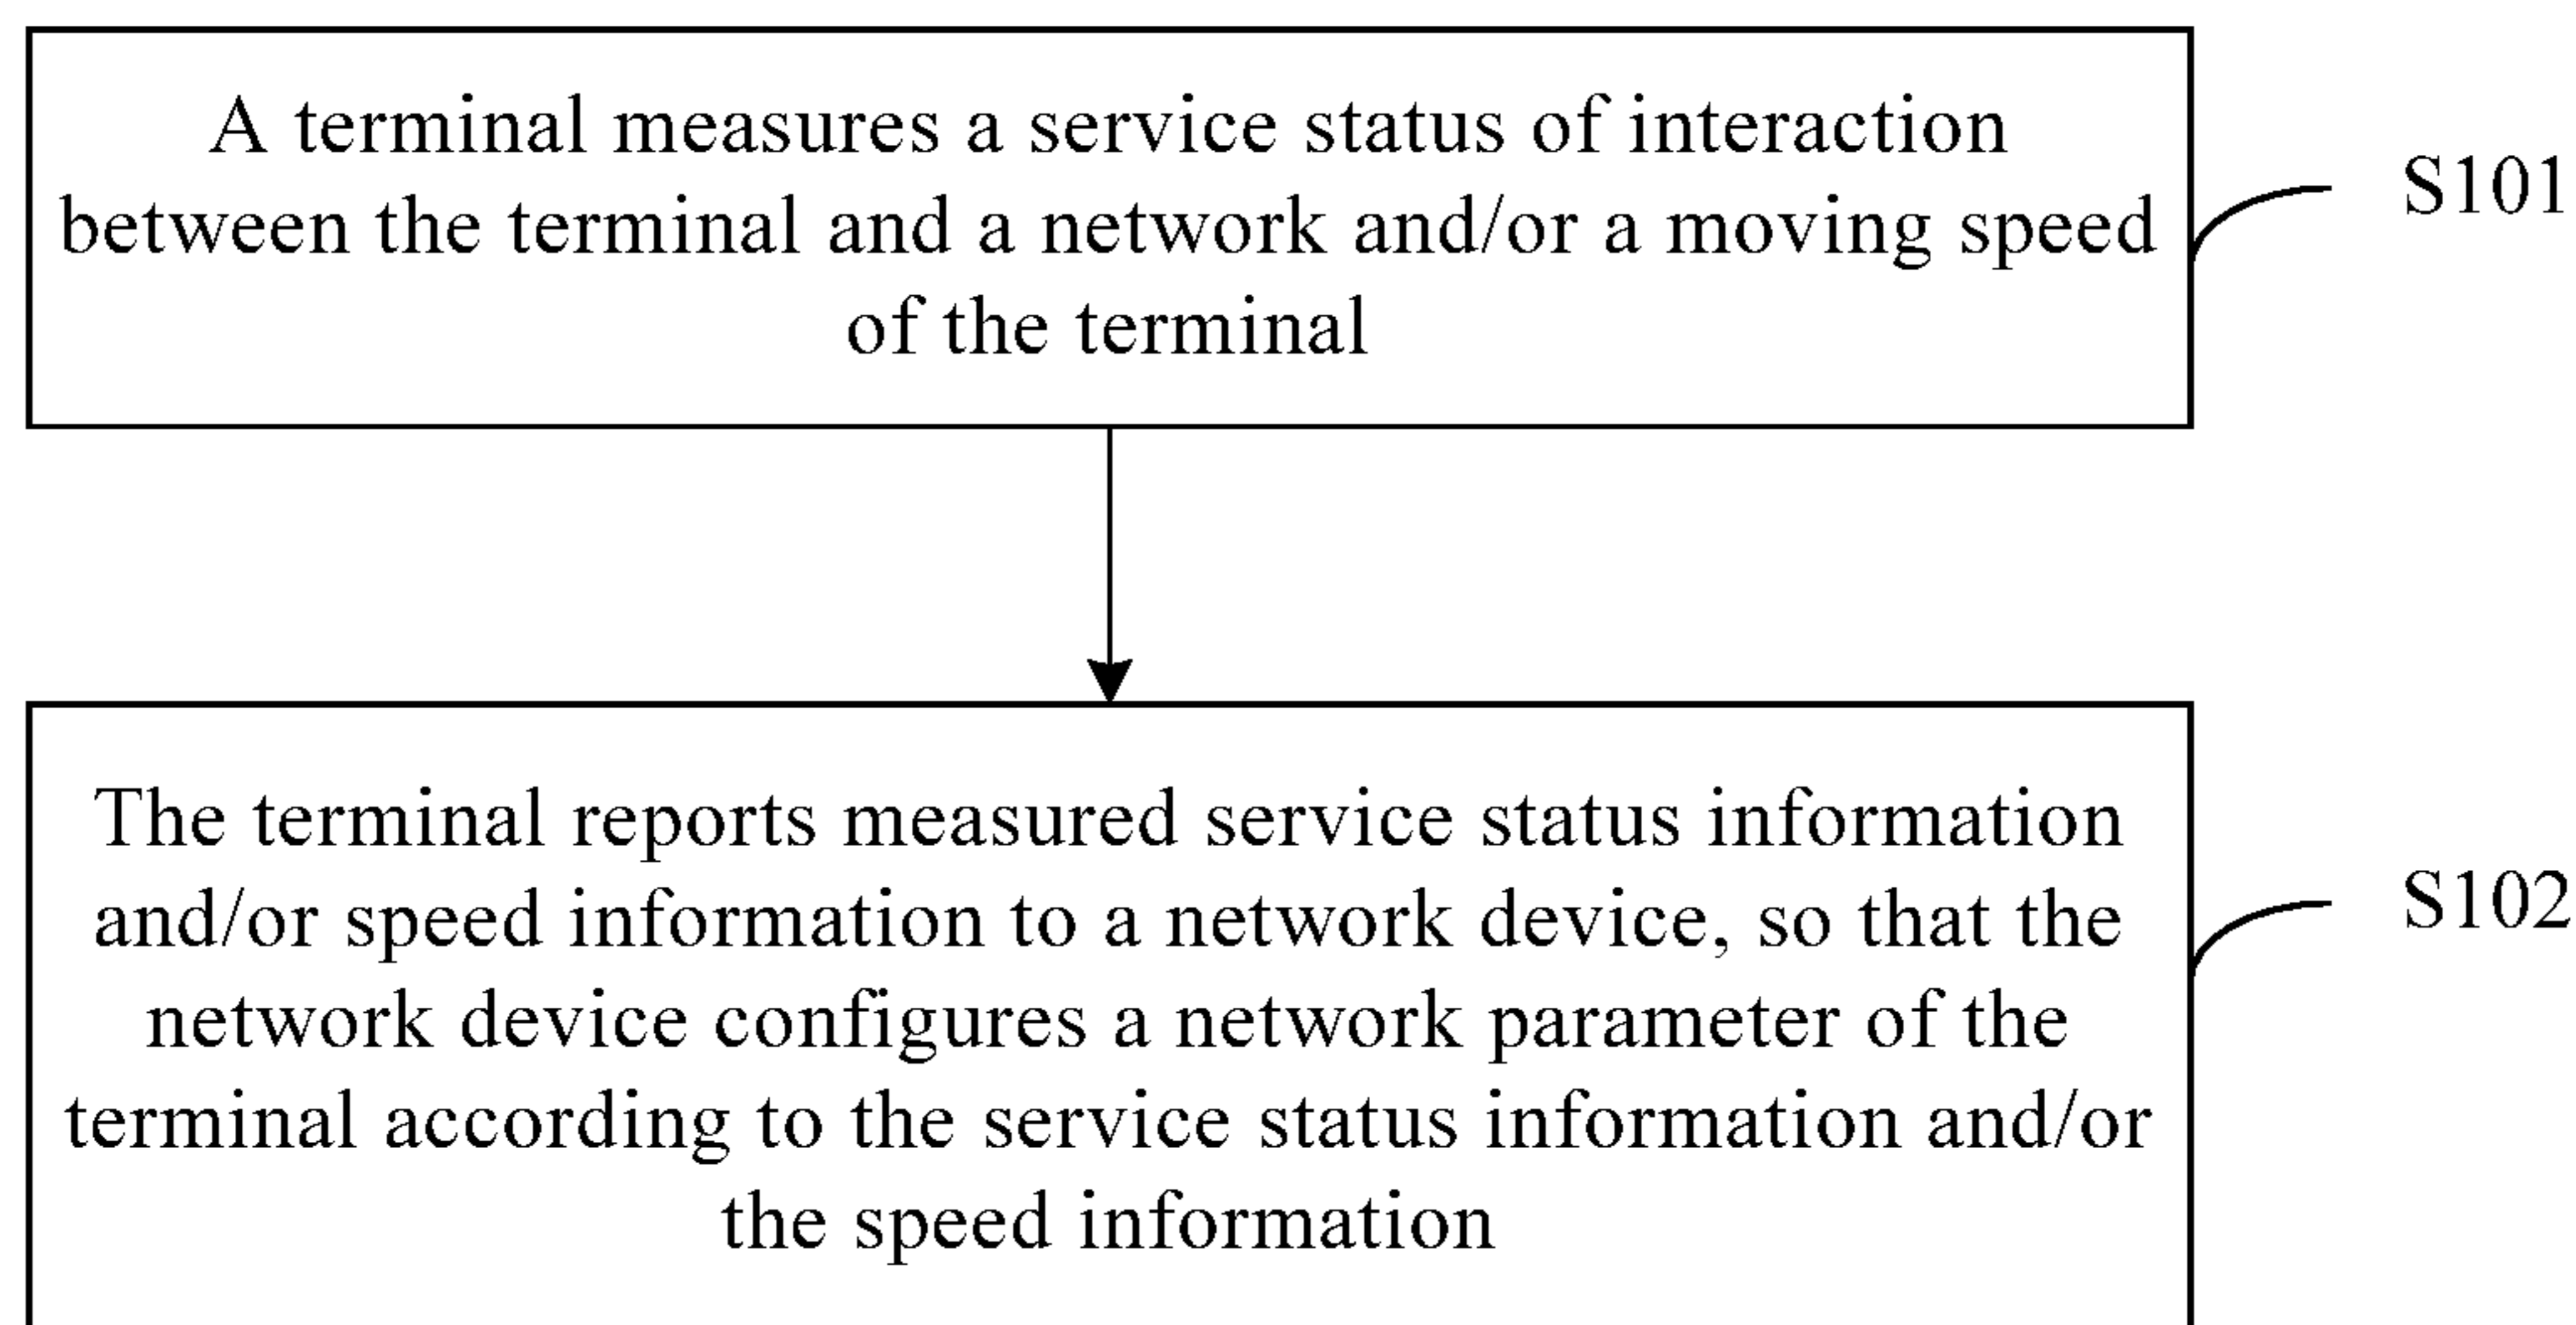 A terminal measures a service status of interaction
between the terminal and a network and/or a moving speed
of the terminal
S101
The terminal reports measured service status information
and/or speed information to a network device, so that the
network device configures a network parameter of the
terminal according to the service status information and/or
the speed information
S102